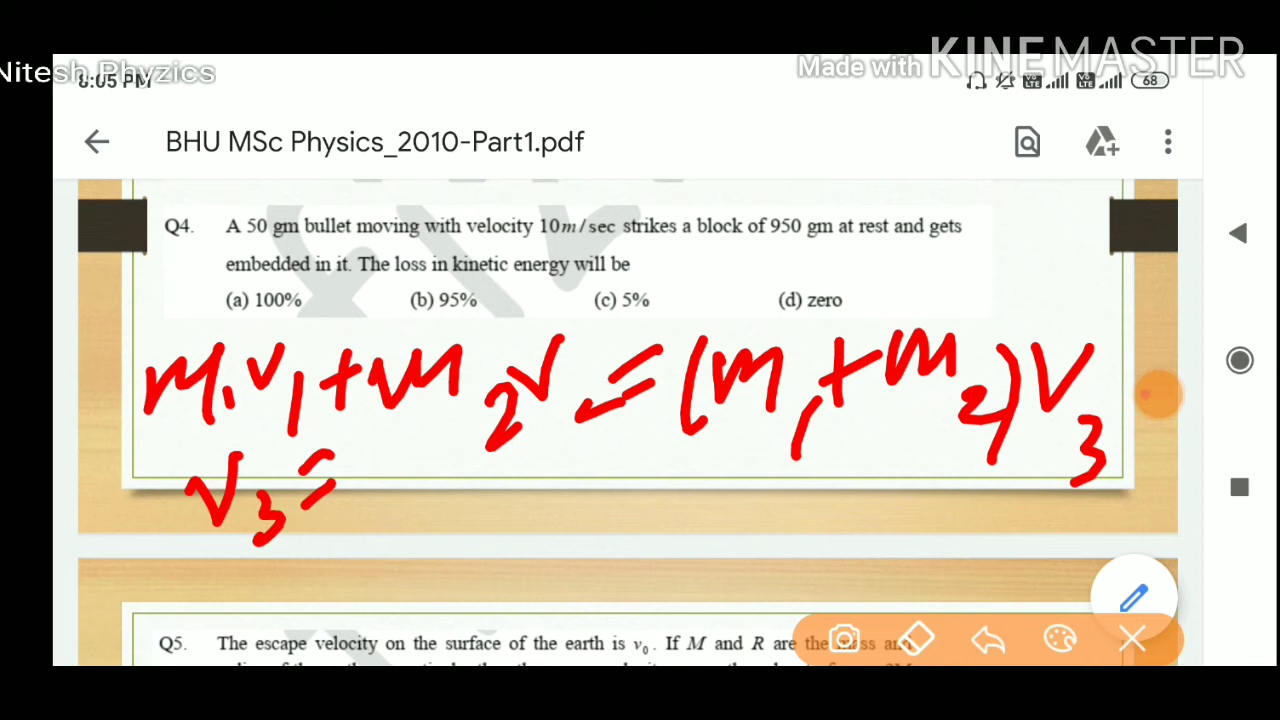 Nitesh Phyzics
Made with KINEMASTER
8:05 PM
68
BHU MSc Physics_2010-Part1.pdf
Q4. A 50 gm bullet moving with velocity 10m/sec strikes a block of 950 gm at rest and gets
embedded in it. The loss in kinetic energy will be
(a) 100% (b) 95% (c) 5% (d) zero
m₁v₁+m₂v=(m₁+m₂)v₃
v₃=
Q5. The escape velocity on the surface of the earth is v₀. If M and R are the mass and